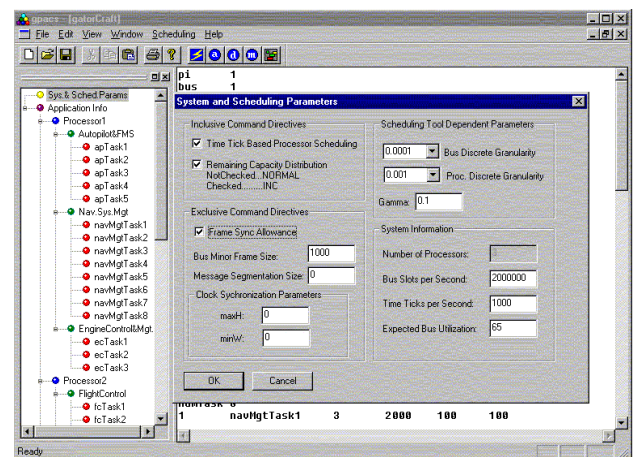 gpacs - [gatorCraft]
File Edit View Window Scheduling Help
pi 1
bus 1
Sys.& Sched.Params
Application Info
Processor1
Autopilot&FMS
apTask1
apTask2
apTask3
apTask4
apTask5
Nav.Sys.Mgt
navMgtTask1
navMgtTask2
navMgtTask3
navMgtTask4
navMgtTask5
navMgtTask6
navMgtTask7
navMgtTask8
EngineControl&Mgt.
ecTask1
ecTask2
ecTask3
Processor2
FlightControl
fcTask1
fcTask2
System and Scheduling Parameters
Inclusive Command Directives
Time Tick Based Processor Scheduling
Remaining Capacity Distribution
NotChecked...NORMAL
Checked.........INC
Exclusive Command Directives
Frame Sync Allowance
Bus Minor Frame Size: 1000
Message Segmentation Size: 0
Clock Sychronization Parameters
maxH: 0
minW: 0
Scheduling Tool Dependent Parameters
0.0001 Bus Discrete Granularity
0.001 Proc. Discrete Granularity
Gamma: 0.1
System Information
Number of Processors:
Bus Slots per Second: 2000000
Time Ticks per Second: 1000
Expected Bus Utilization: 65
OK Cancel
1 navMgtTask1 3 2000 100 100
Ready